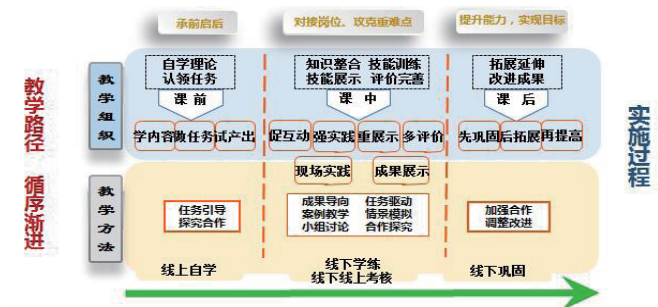 承前启后
对接岗位、攻克重难点
提升能力，实现目标
教学路径
循序渐进
教学组织
自学理论
认领任务
课 前
学内容 做任务 试产出
知识整合 技能训练
技能展示 评价完善
课 中
促互动 强实践 重展示 多评价
拓展延伸
改进成果
课 后
先巩固 后拓展 再提高
现场实践
成果展示
教学方法
任务引导
探究合作
成果导向 任务驱动
案例教学 情景模拟
小组讨论 合作探究
加强合作
调整改进
线上自学
线下学练
线下线上考核
线下巩固
实施过程